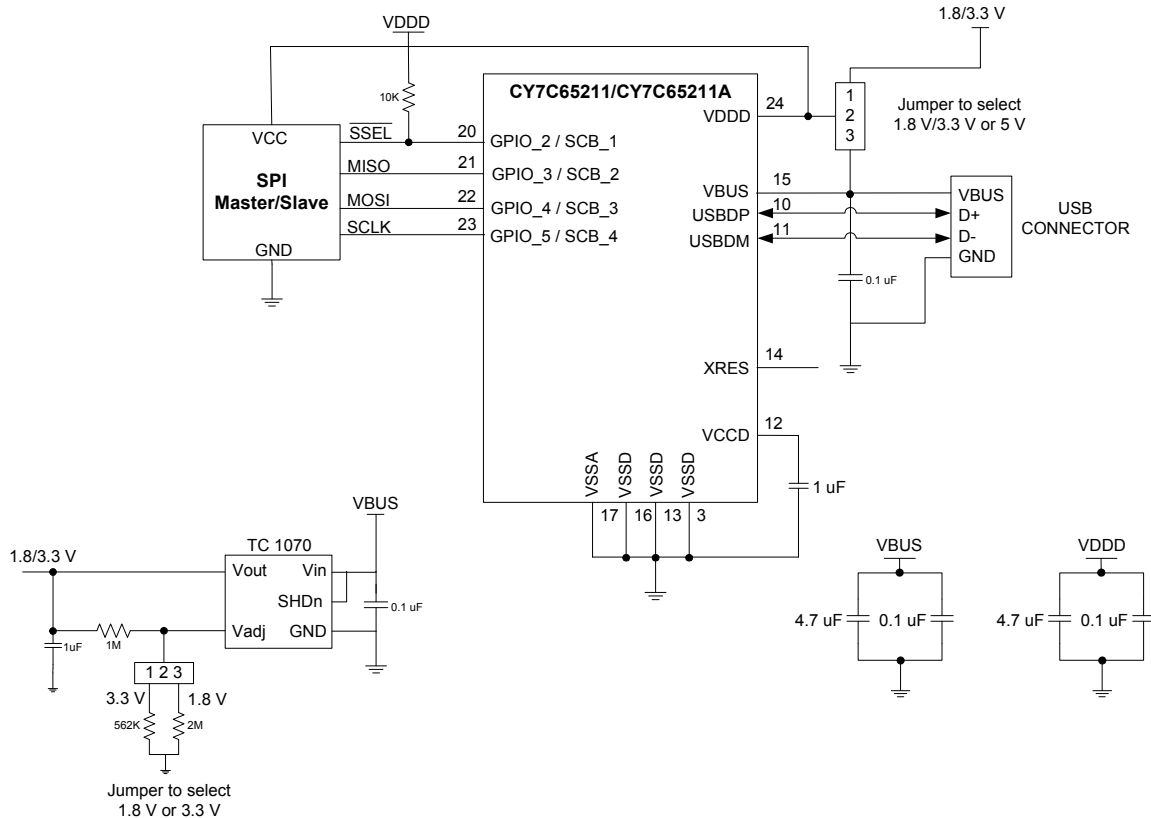 1.8/3.3 V
VDDD
10K
CY7C65211/CY7C65211A
VDDD
24
1
2
3
Jumper to select
1.8 V/3.3 V or 5 V
VCC
SPI
Master/Slave
GND
SSEL
20
GPIO_2 / SCB_1
MISO
21
GPIO_3 / SCB_2
MOSI
22
GPIO_4 / SCB_3
SCLK
23
GPIO_5 / SCB_4
VBUS
15
USBDP
10
USBDM
11
VBUS
D+
D-
GND
USB
CONNECTOR
0.1 uF
XRES
14
VCCD
12
1 uF
VSSA
VSSD
VSSD
VSSD
17
16
13
3
VBUS
1.8/3.3 V
TC 1070
Vout
Vin
SHDn
Vadj
GND
0.1 uF
1uF
1M
1 2 3
3.3 V
1.8 V
562K
2M
Jumper to select
1.8 V or 3.3 V
VBUS
4.7 uF
0.1 uF
VDDD
4.7 uF
0.1 uF